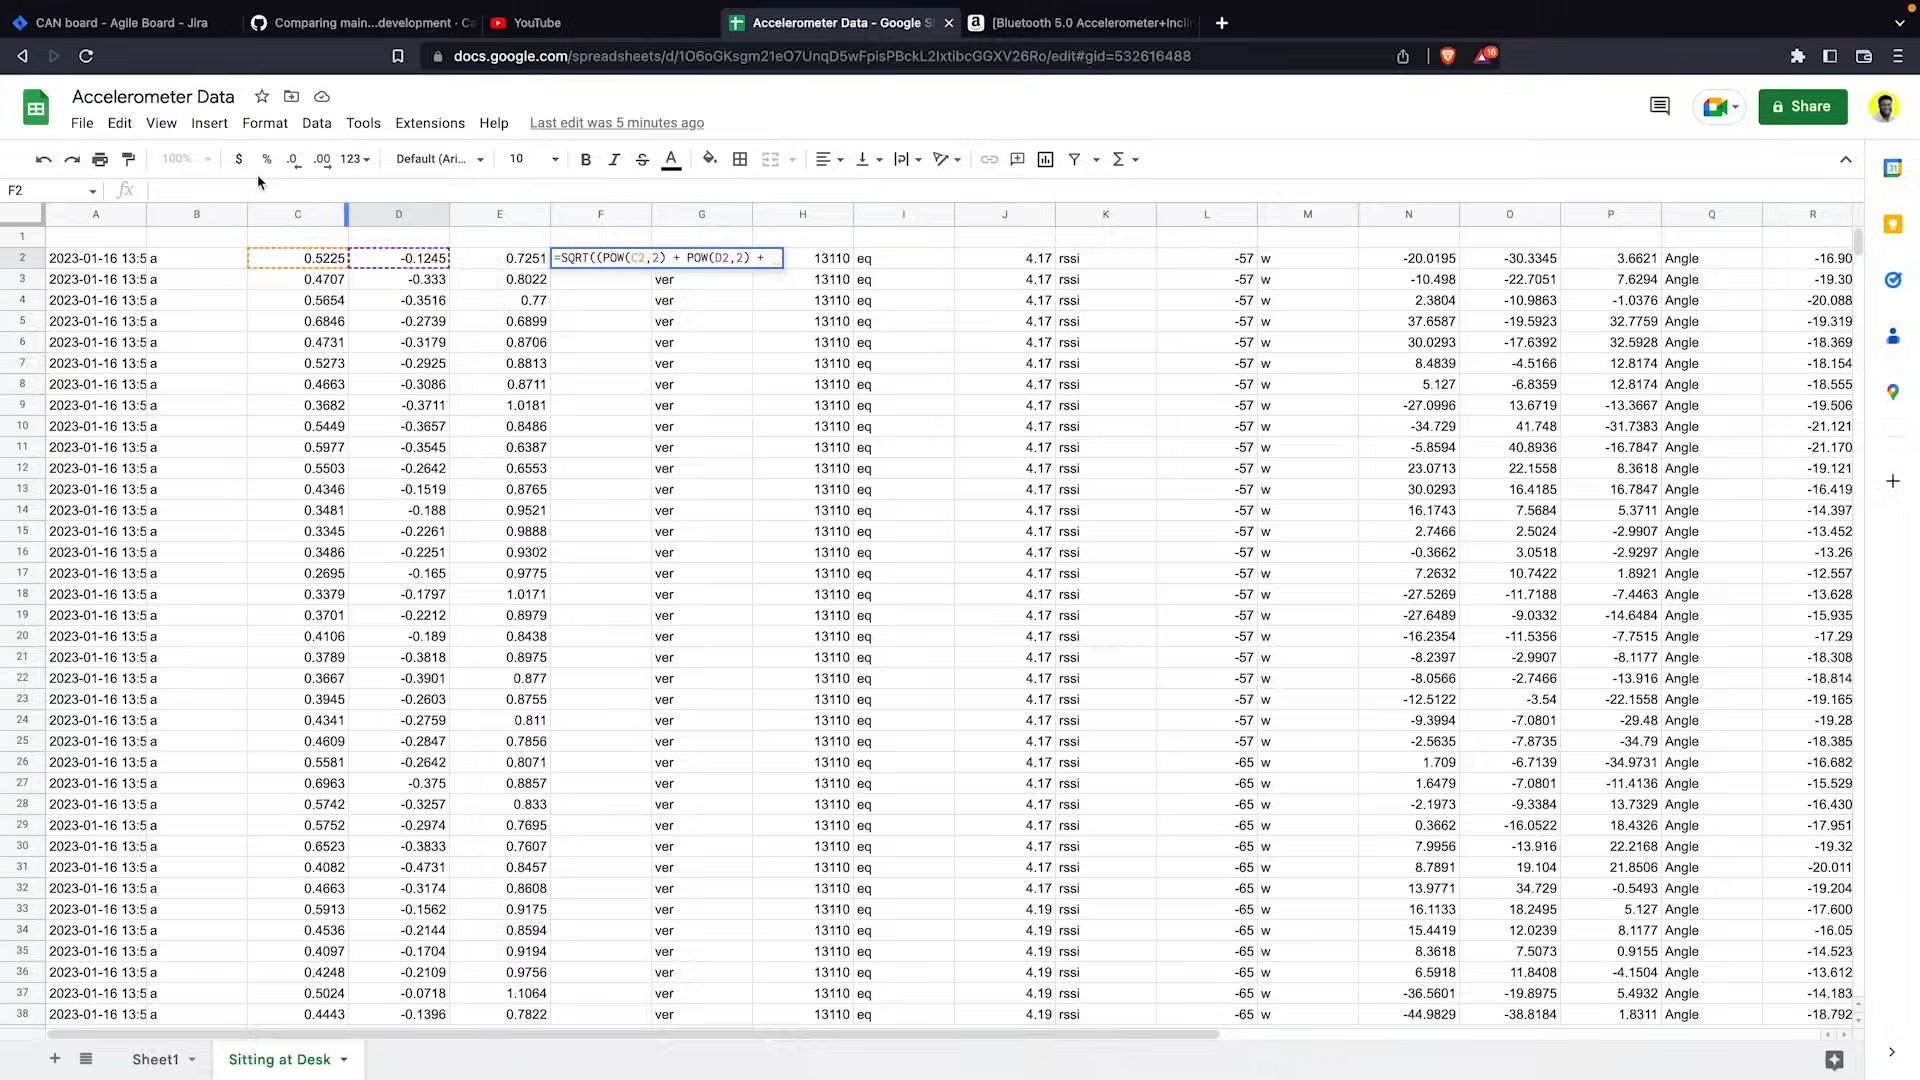 CAN board - Agile Board - Jira
Comparing main...development · Ca
YouTube
Accelerometer Data - Google S
[Bluetooth 5.0 Accelerometer+Incli
docs.google.com/spreadsheets/d/1O6oGKsgm21eO7UnqD5wFpisPBckL2IxtibcGGXV26Ro/edit#gid=532616488
16
Accelerometer Data
Share
File Edit View Insert Format Data Tools Extensions Help Last edit was 5 minutes ago
100% $ % .0 .00 123 Default (Ari... 10 B I S A
31
F2 fx
A B C D E F G H I J K L M N O P Q R
1
2 2023-01-16 13:5 a 0.5225 -0.1245 0.7251 =SQRT((POW(C2,2) + POW(D2,2) + 13110 eq 4.17 rssi -57 w -20.0195 -30.3345 3.6621 Angle -16.90
3 2023-01-16 13:5 a 0.4707 -0.333 0.8022 ver 13110 eq 4.17 rssi -57 w -10.498 -22.7051 7.6294 Angle -19.30
4 2023-01-16 13:5 a 0.5654 -0.3516 0.77 ver 13110 eq 4.17 rssi -57 w 2.3804 -10.9863 -1.0376 Angle -20.088
5 2023-01-16 13:5 a 0.6846 -0.2739 0.6899 ver 13110 eq 4.17 rssi -57 w 37.6587 -19.5923 32.7759 Angle -19.319
6 2023-01-16 13:5 a 0.4731 -0.3179 0.8706 ver 13110 eq 4.17 rssi -57 w 30.0293 -17.6392 32.5928 Angle -18.369
7 2023-01-16 13:5 a 0.5273 -0.2925 0.8813 ver 13110 eq 4.17 rssi -57 w 8.4839 -4.5166 12.8174 Angle -18.154
8 2023-01-16 13:5 a 0.4663 -0.3086 0.8711 ver 13110 eq 4.17 rssi -57 w 5.127 -6.8359 12.8174 Angle -18.555
9 2023-01-16 13:5 a 0.3682 -0.3711 1.0181 ver 13110 eq 4.17 rssi -57 w -27.0996 13.6719 -13.3667 Angle -19.506
10 2023-01-16 13:5 a 0.5449 -0.3657 0.8486 ver 13110 eq 4.17 rssi -57 w -34.729 41.748 -31.7383 Angle -21.121
11 2023-01-16 13:5 a 0.5977 -0.3545 0.6387 ver 13110 eq 4.17 rssi -57 w -5.8594 40.8936 -16.7847 Angle -21.170
12 2023-01-16 13:5 a 0.5503 -0.2642 0.6553 ver 13110 eq 4.17 rssi -57 w 23.0713 22.1558 8.3618 Angle -19.121
13 2023-01-16 13:5 a 0.4346 -0.1519 0.8765 ver 13110 eq 4.17 rssi -57 w 30.0293 16.4185 16.7847 Angle -16.419
14 2023-01-16 13:5 a 0.3481 -0.188 0.9521 ver 13110 eq 4.17 rssi -57 w 16.1743 7.5684 5.3711 Angle -14.397
15 2023-01-16 13:5 a 0.3345 -0.2261 0.9888 ver 13110 eq 4.17 rssi -57 w 2.7466 2.5024 -2.9907 Angle -13.452
16 2023-01-16 13:5 a 0.3486 -0.2251 0.9302 ver 13110 eq 4.17 rssi -57 w -0.3662 3.0518 -2.9297 Angle -13.26
17 2023-01-16 13:5 a 0.2695 -0.165 0.9775 ver 13110 eq 4.17 rssi -57 w 7.2632 10.7422 1.8921 Angle -12.557
18 2023-01-16 13:5 a 0.3379 -0.1797 1.0171 ver 13110 eq 4.17 rssi -57 w -27.5269 -11.7188 -7.4463 Angle -13.628
19 2023-01-16 13:5 a 0.3701 -0.2212 0.8979 ver 13110 eq 4.17 rssi -57 w -27.6489 -9.0332 -14.6484 Angle -15.935
20 2023-01-16 13:5 a 0.4106 -0.189 0.8438 ver 13110 eq 4.17 rssi -57 w -16.2354 -11.5356 -7.7515 Angle -17.29
21 2023-01-16 13:5 a 0.3789 -0.3818 0.8975 ver 13110 eq 4.17 rssi -57 w -8.2397 -2.9907 -8.1177 Angle -18.308
22 2023-01-16 13:5 a 0.3667 -0.3901 0.877 ver 13110 eq 4.17 rssi -57 w -8.0566 -2.7466 -13.916 Angle -18.814
23 2023-01-16 13:5 a 0.3945 -0.2603 0.8755 ver 13110 eq 4.17 rssi -57 w -12.5122 -3.54 -22.1558 Angle -19.165
24 2023-01-16 13:5 a 0.4341 -0.2759 0.811 ver 13110 eq 4.17 rssi -57 w -9.3994 -7.0801 -29.48 Angle -19.28
25 2023-01-16 13:5 a 0.4609 -0.2847 0.7856 ver 13110 eq 4.17 rssi -57 w -2.5635 -7.8735 -34.79 Angle -18.385
26 2023-01-16 13:5 a 0.5581 -0.2642 0.8071 ver 13110 eq 4.17 rssi -65 w 1.709 -6.7139 -34.9731 Angle -16.682
27 2023-01-16 13:5 a 0.6963 -0.375 0.8857 ver 13110 eq 4.17 rssi -65 w 1.6479 -7.0801 -11.4136 Angle -15.529
28 2023-01-16 13:5 a 0.5742 -0.3257 0.833 ver 13110 eq 4.17 rssi -65 w -2.1973 -9.3384 13.7329 Angle -16.430
29 2023-01-16 13:5 a 0.5752 -0.2974 0.7695 ver 13110 eq 4.17 rssi -65 w 0.3662 -16.0522 18.4326 Angle -17.951
30 2023-01-16 13:5 a 0.6523 -0.3833 0.7607 ver 13110 eq 4.17 rssi -65 w 7.9956 -13.916 22.2168 Angle -19.32
31 2023-01-16 13:5 a 0.4082 -0.4731 0.8457 ver 13110 eq 4.17 rssi -65 w 8.7891 19.104 21.8506 Angle -20.011
32 2023-01-16 13:5 a 0.4663 -0.3174 0.8608 ver 13110 eq 4.17 rssi -65 w 13.9771 34.729 -0.5493 Angle -19.204
33 2023-01-16 13:5 a 0.5913 -0.1562 0.9175 ver 13110 eq 4.19 rssi -65 w 16.1133 18.2495 5.127 Angle -17.600
34 2023-01-16 13:5 a 0.4536 -0.2144 0.8594 ver 13110 eq 4.19 rssi -65 w 15.4419 12.0239 8.1177 Angle -16.05
35 2023-01-16 13:5 a 0.4097 -0.1704 0.9194 ver 13110 eq 4.19 rssi -65 w 8.3618 7.5073 0.9155 Angle -14.523
36 2023-01-16 13:5 a 0.4248 -0.2109 0.9756 ver 13110 eq 4.19 rssi -65 w 6.5918 11.8408 -4.1504 Angle -13.612
37 2023-01-16 13:5 a 0.5024 -0.0718 1.1064 ver 13110 eq 4.19 rssi -65 w -36.5601 -19.8975 5.4932 Angle -14.183
38 2023-01-16 13:5 a 0.4443 -0.1396 0.7822 ver 13110 eq 4.19 rssi -65 w -44.9829 -38.8184 1.8311 Angle -18.792
Sheet1 Sitting at Desk